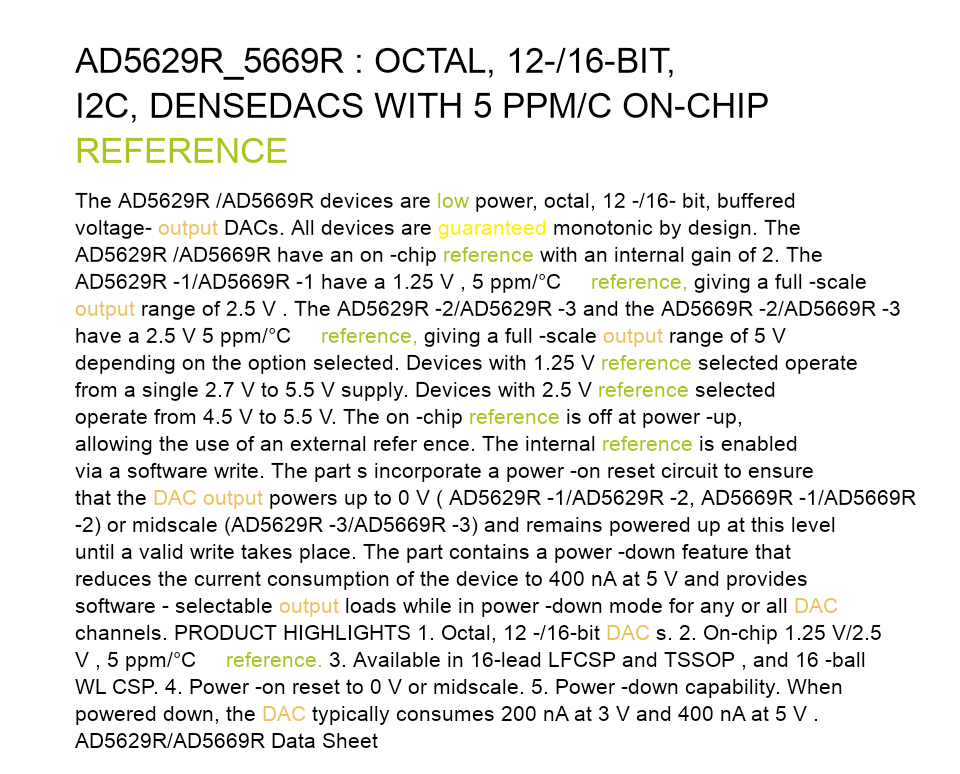 AD5629R_5669R : OCTAL, 12-/16-BIT,
I2C, DENSEDACS WITH 5 PPM/C ON-CHIP
REFERENCE
The AD5629R /AD5669R devices are low power, octal, 12 -/16- bit, buffered
voltage- output DACs. All devices are guaranteed monotonic by design. The
AD5629R /AD5669R have an on -chip reference with an internal gain of 2. The
AD5629R -1/AD5669R -1 have a 1.25 V , 5 ppm/°C reference, giving a full -scale
output range of 2.5 V . The AD5629R -2/AD5629R -3 and the AD5669R -2/AD5669R -3
have a 2.5 V 5 ppm/°C reference, giving a full -scale output range of 5 V
depending on the option selected. Devices with 1.25 V reference selected operate
from a single 2.7 V to 5.5 V supply. Devices with 2.5 V reference selected
operate from 4.5 V to 5.5 V. The on -chip reference is off at power -up,
allowing the use of an external refer ence. The internal reference is enabled
via a software write. The part s incorporate a power -on reset circuit to ensure
that the DAC output powers up to 0 V ( AD5629R -1/AD5629R -2, AD5669R -1/AD5669R
-2) or midscale (AD5629R -3/AD5669R -3) and remains powered up at this level
until a valid write takes place. The part contains a power -down feature that
reduces the current consumption of the device to 400 nA at 5 V and provides
software - selectable output loads while in power -down mode for any or all DAC
channels. PRODUCT HIGHLIGHTS 1. Octal, 12 -/16-bit DAC s. 2. On-chip 1.25 V/2.5
V , 5 ppm/°C reference. 3. Available in 16-lead LFCSP and TSSOP , and 16 -ball
WL CSP. 4. Power -on reset to 0 V or midscale. 5. Power -down capability. When
powered down, the DAC typically consumes 200 nA at 3 V and 400 nA at 5 V .
AD5629R/AD5669R Data Sheet